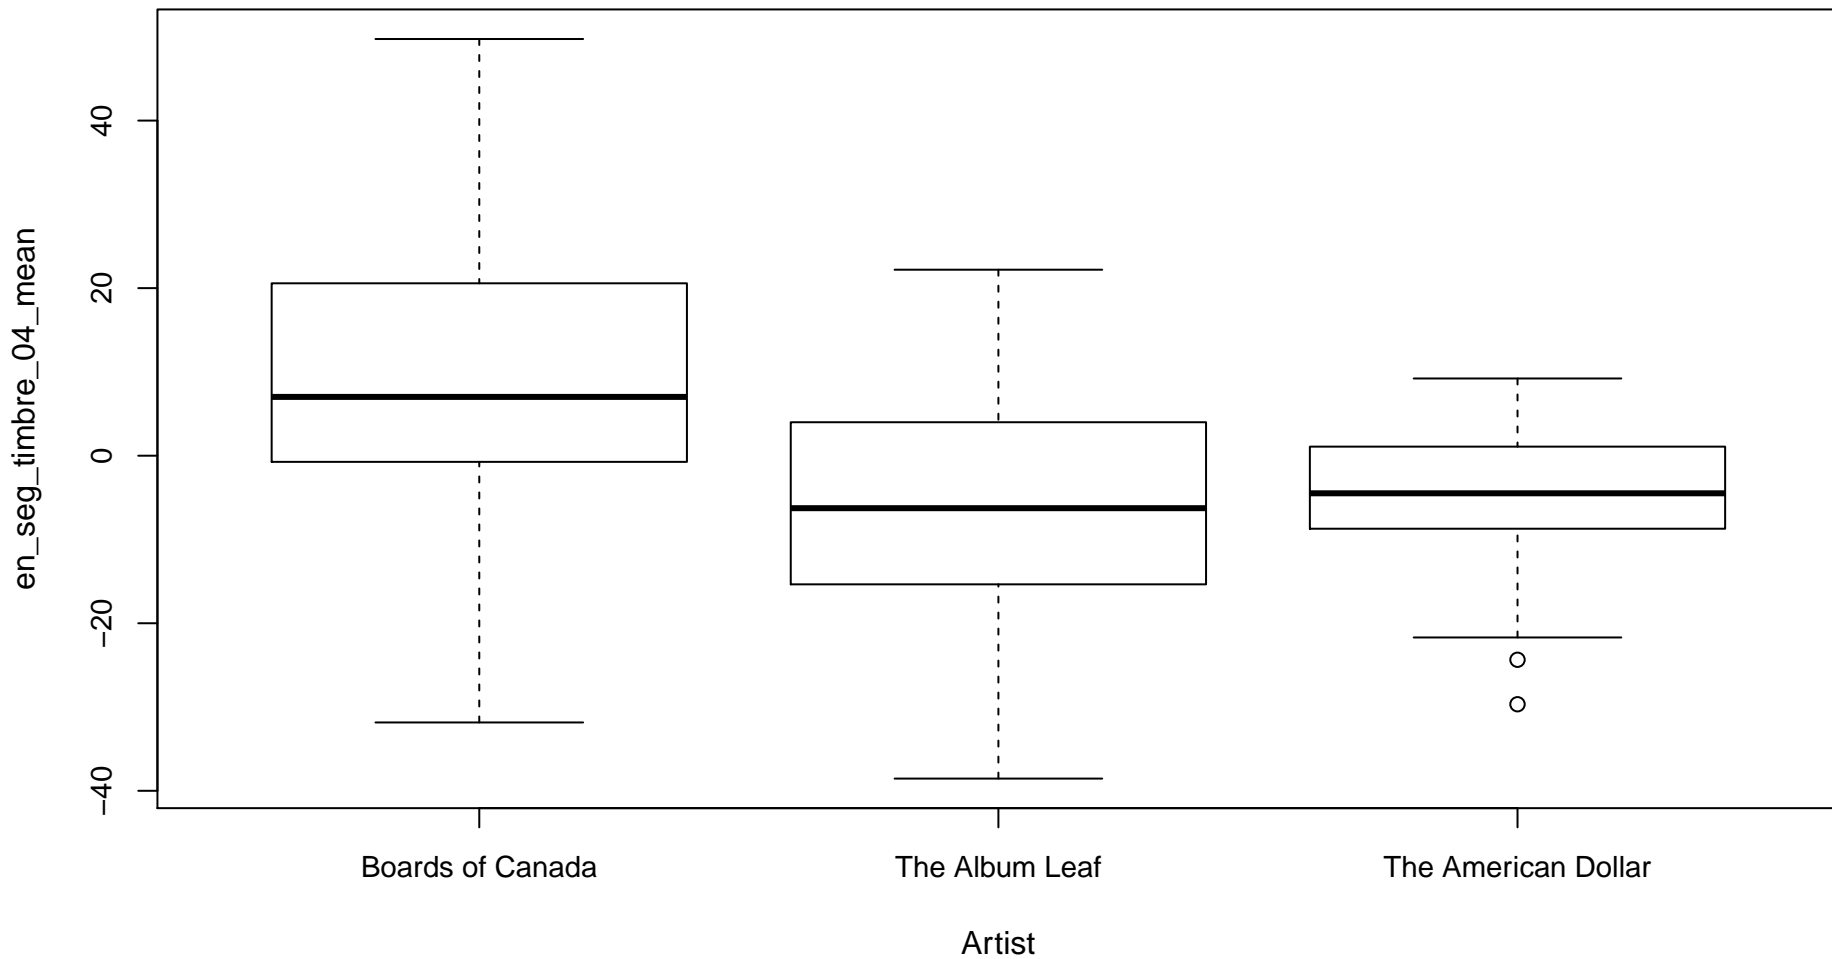 en_seg_timbre_04_mean
40
20
0
−20
−40
Boards of Canada
The Album Leaf
The American Dollar
Artist